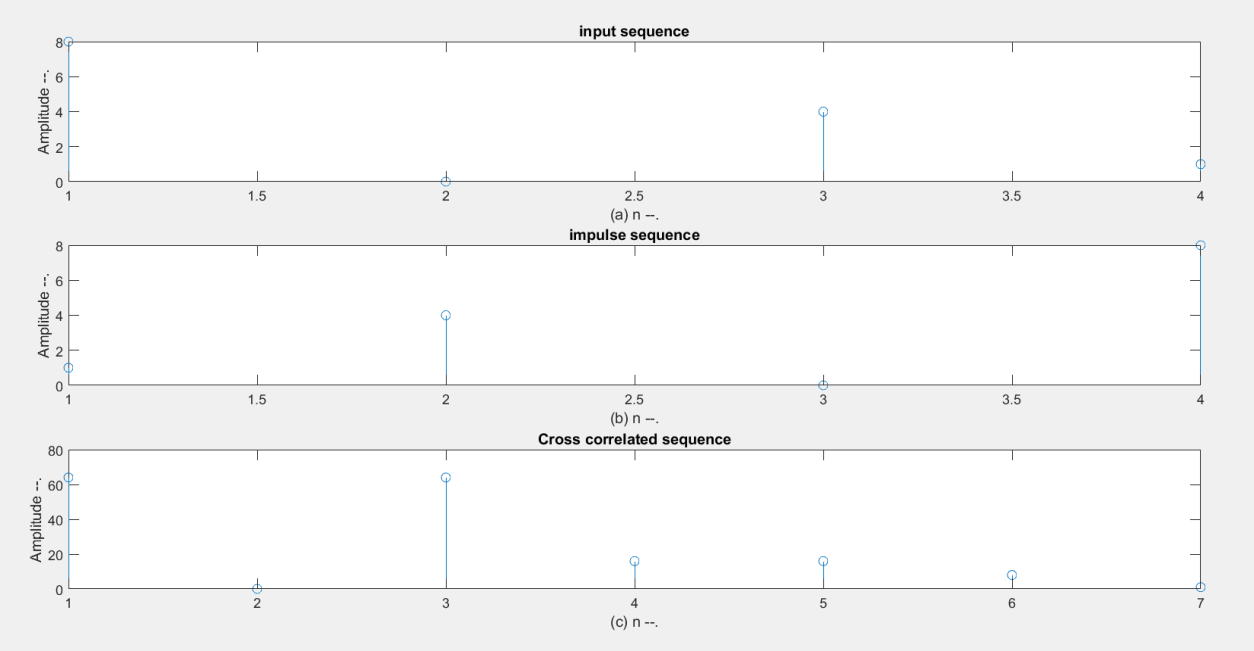 input sequence
8
6
4
2
0
Amplitude --.
1 1.5 2 2.5 3 3.5 4
(a) n --.
impulse sequence
8
6
4
2
0
Amplitude --.
1 1.5 2 2.5 3 3.5 4
(b) n --.
Cross correlated sequence
80
60
40
20
0
Amplitude --.
1 2 3 4 5 6 7
(c) n --.